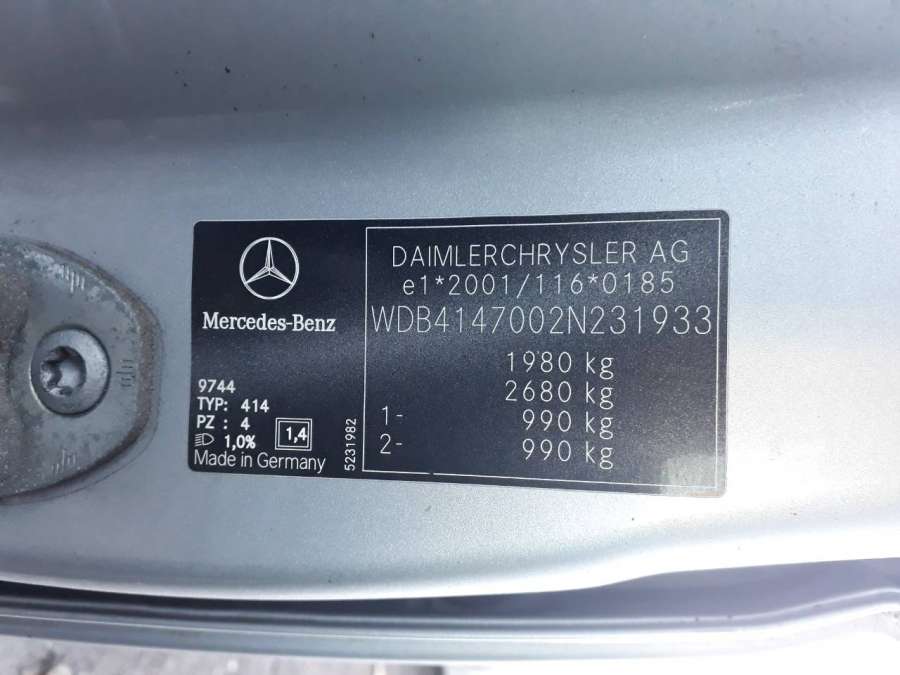 Mercedes-Benz
9744
TYP: 414
PZ : 4
1,0%
1,4
Made in Germany
5231982
DAIMLERCHRYSLER AG
e1*2001/116*0185
WDB4147002N231933
1980 kg
2680 kg
1- 990 kg
2- 990 kg